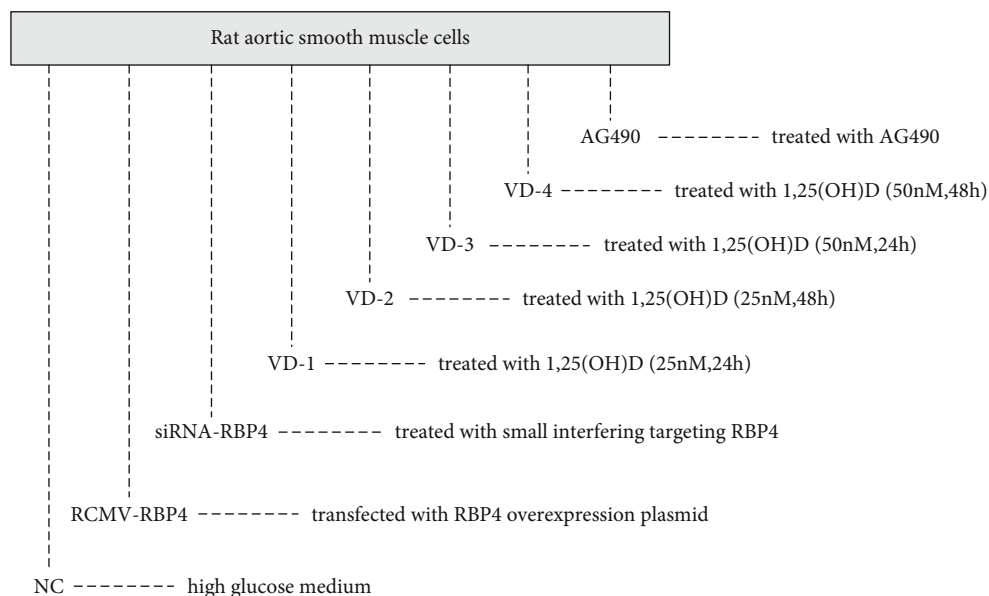 Rat aortic smooth muscle cells
AG490 treated with AG490
VD-4 treated with 1,25(OH)D (50nM,48h)
VD-3 treated with 1,25(OH)D (50nM,24h)
VD-2 treated with 1,25(OH)D (25nM,48h)
VD-1 treated with 1,25(OH)D (25nM,24h)
siRNA-RBP4 treated with small interfering targeting RBP4
RCMV-RBP4 transfected with RBP4 overexpression plasmid
NC high glucose medium